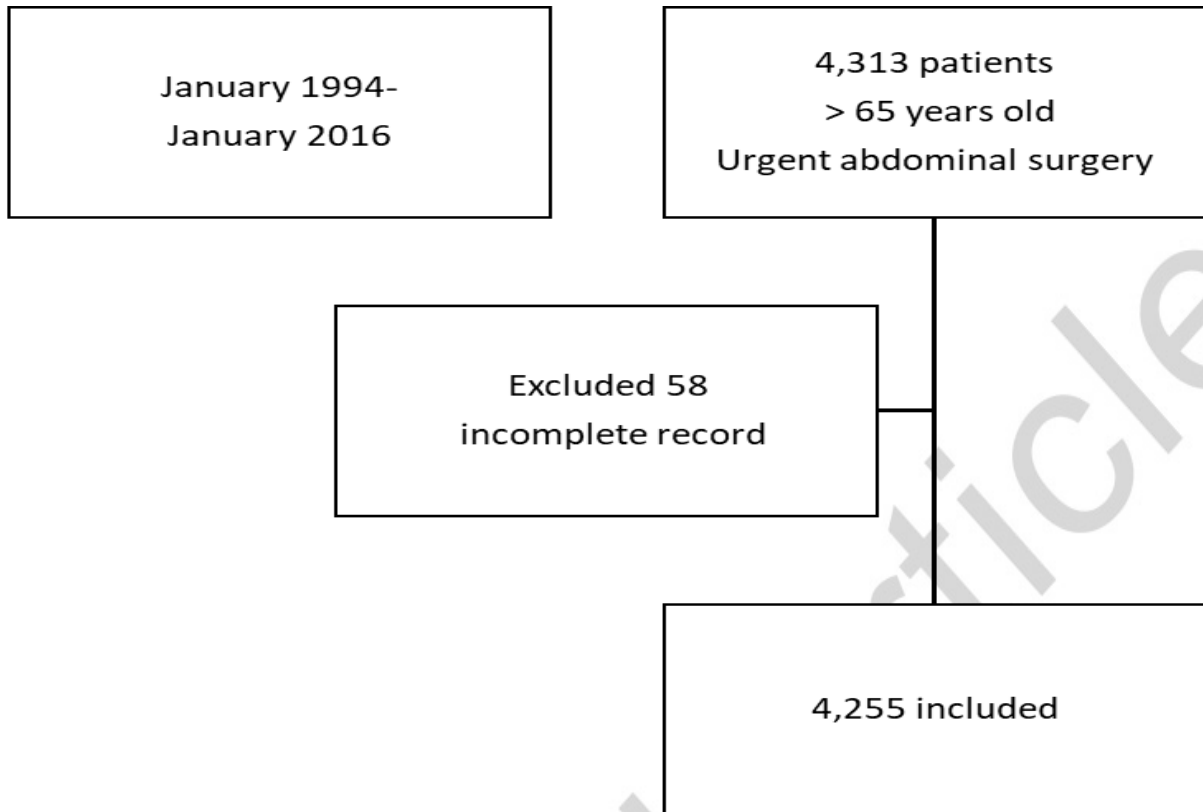 January 1994-
January 2016
4,313 patients
> 65 years old
Urgent abdominal surgery
Excluded 58
incomplete record
4,255 included